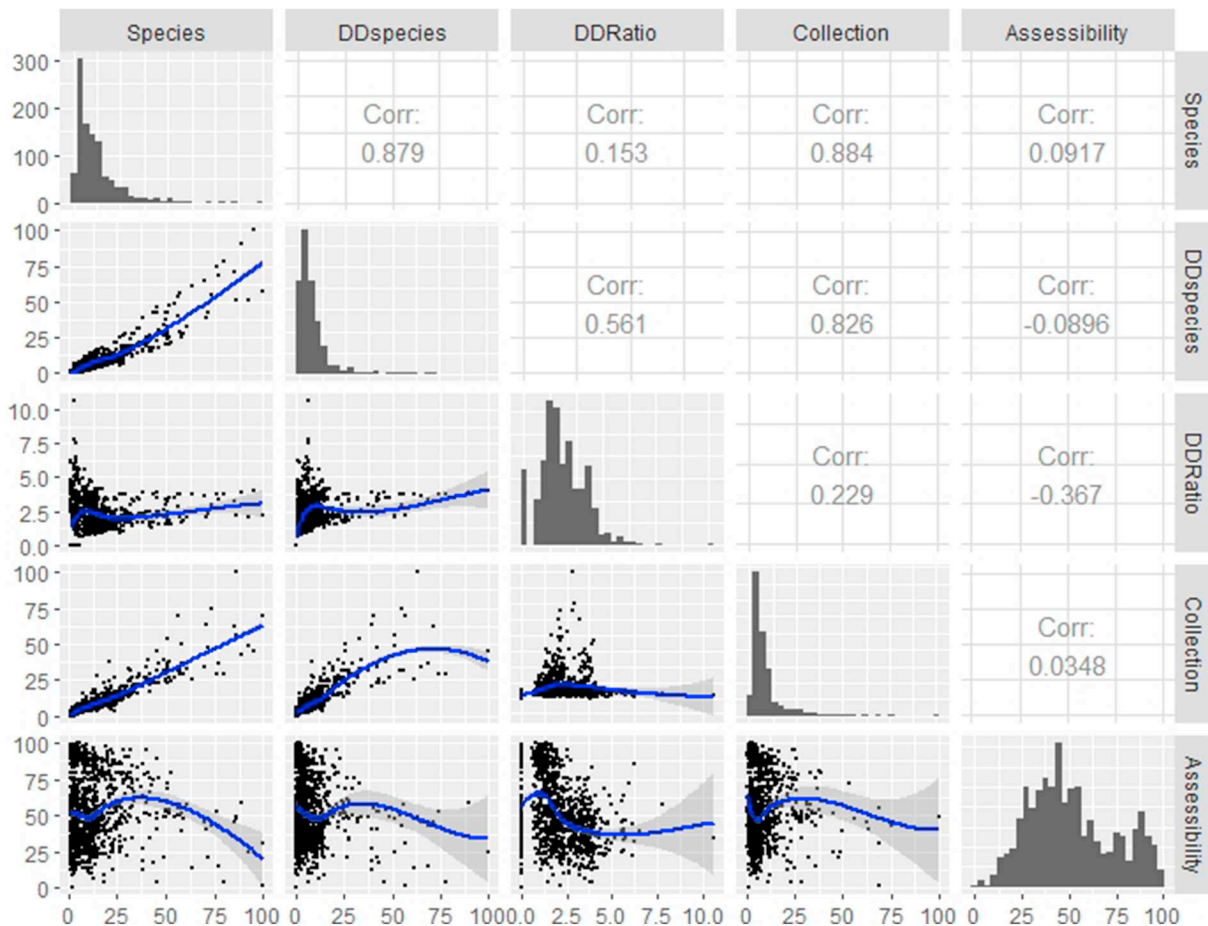 Species DDspecies DDRatio Collection Assessibility
300
200
100
0
Corr:
0.879
Corr:
0.153
Corr:
0.884
Corr:
0.0917
Species
100
75
50
25
0
Corr:
0.561
Corr:
0.826
Corr:
-0.0896
DDspecies
10.0
7.5
5.0
2.5
0.0
Corr:
0.229
Corr:
-0.367
DDRatio
100
75
50
25
0
Corr:
0.0348
Collection
100
75
50
25
0
Assessibility
0 25 50 75 100 0 25 50 75 100 0.0 2.5 5.0 7.5 10.0 0 25 50 75 100 0 25 50 75 100